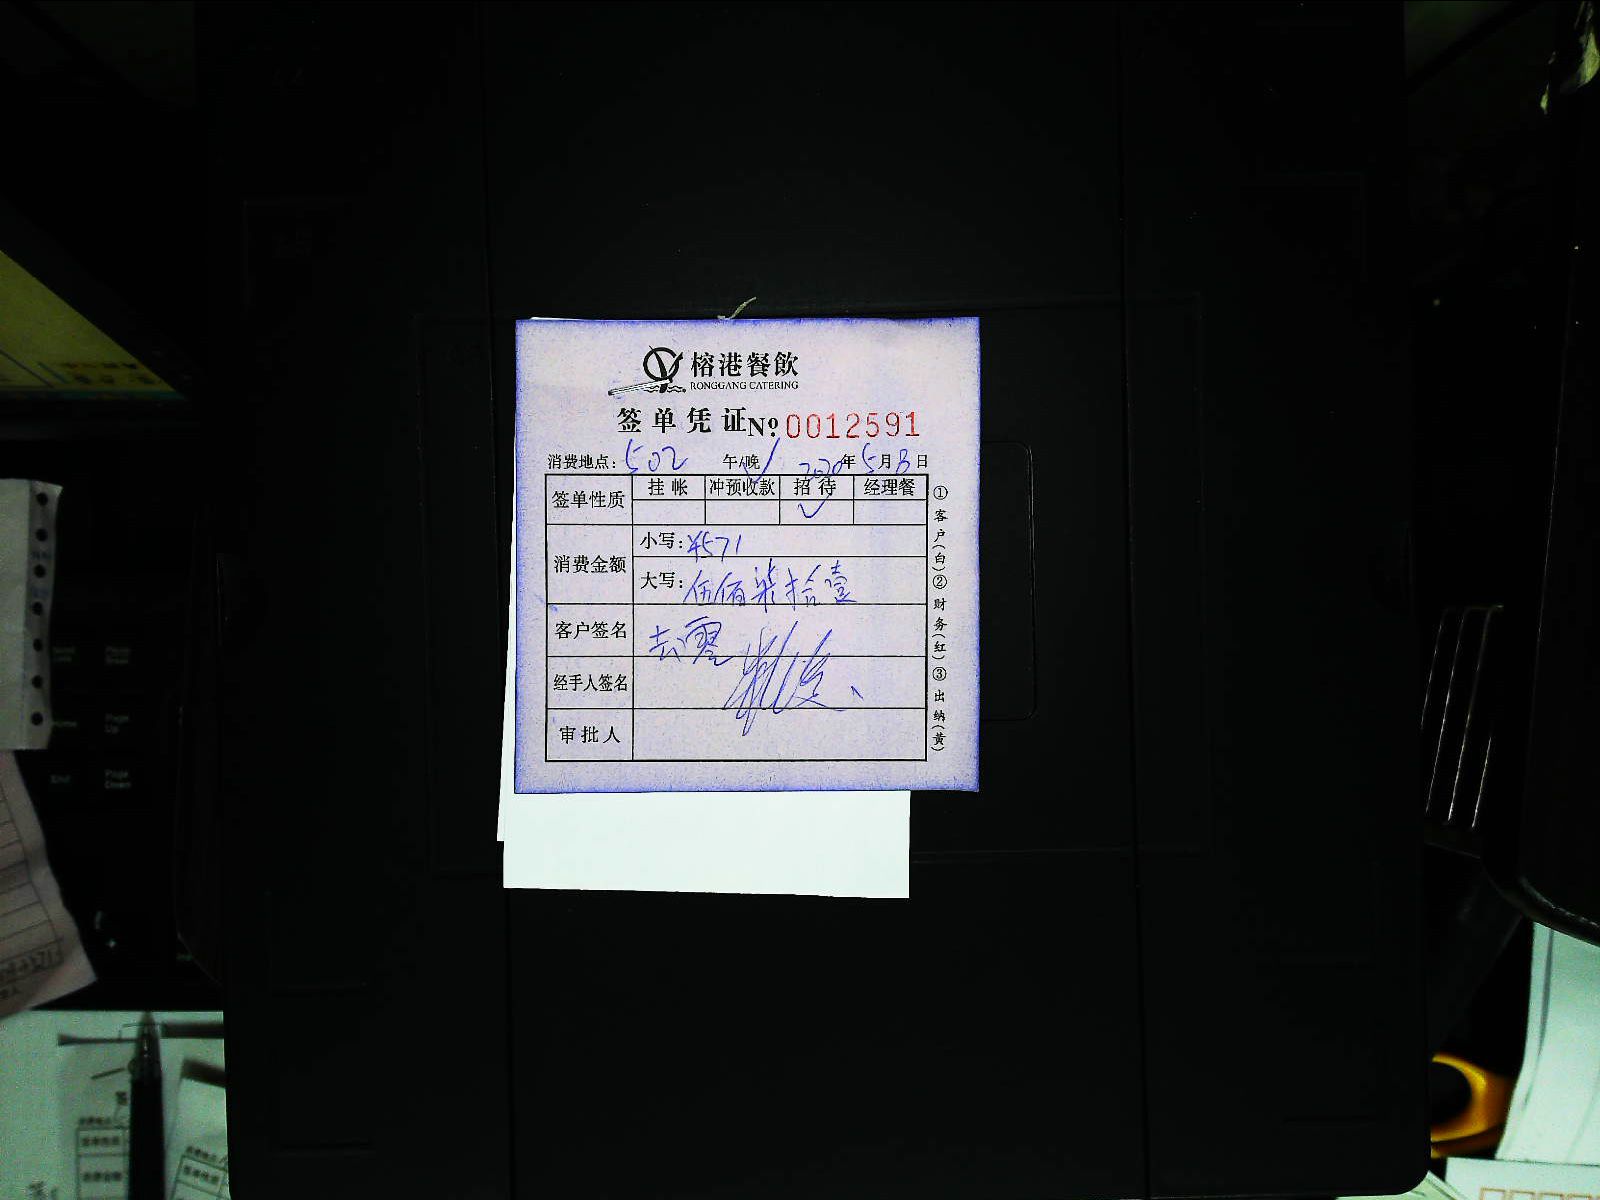 榕港餐飲
RONGGANG CATERING
签单凭证 № 0012591
消费地点: 502 午/晚 2020年5月8日
签单性质 挂帐 冲预收款 招待 经理餐
✓
消费金额 小写: ¥571
大写: 伍佰柒拾壹
客户签名 去零
经手人签名
审批人
①客户(白)②财务(红)③出纳(黄)